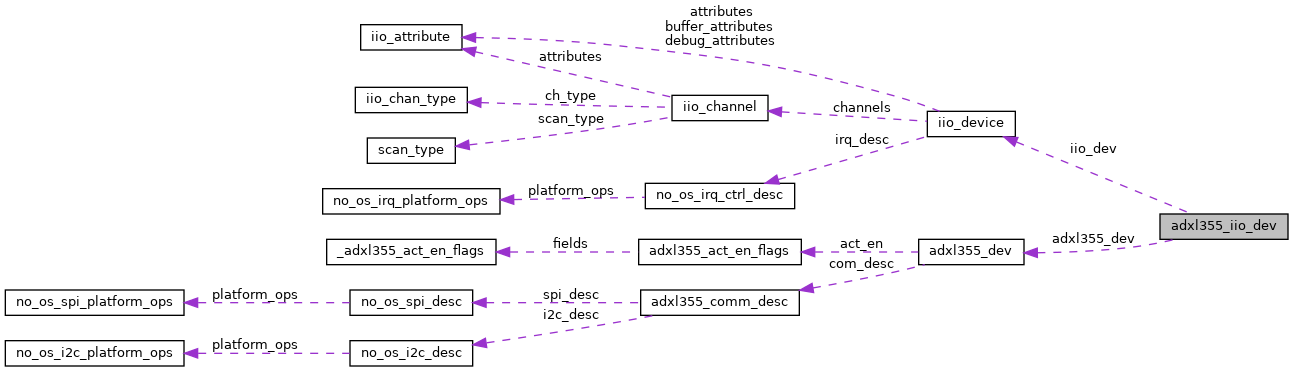 attributes
buffer_attributes
debug_attributes
iio_attribute
attributes
iio_chan_type
ch_type
iio_channel
channels
iio_device
scan_type
scan_type
irq_desc
iio_dev
no_os_irq_platform_ops
platform_ops
no_os_irq_ctrl_desc
adxl355_iio_dev
_adxl355_act_en_flags
fields
adxl355_act_en_flags
act_en
adxl355_dev
adxl355_dev
com_desc
no_os_spi_platform_ops
platform_ops
no_os_spi_desc
spi_desc
adxl355_comm_desc
i2c_desc
no_os_i2c_platform_ops
platform_ops
no_os_i2c_desc